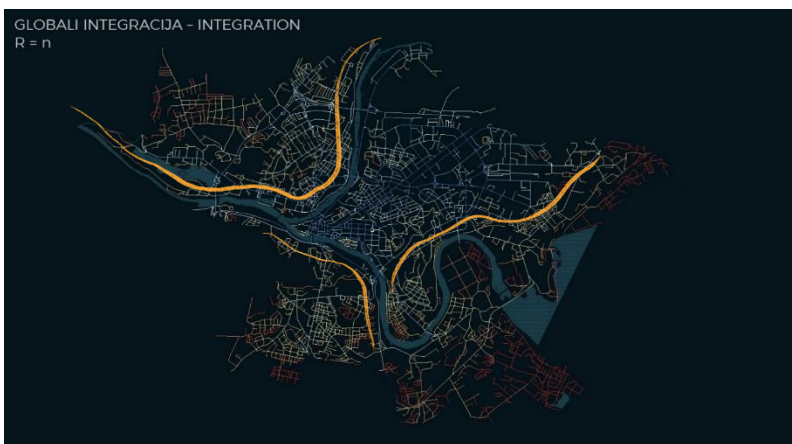 GLOBALI INTEGRACIJA – INTEGRATION
R = n